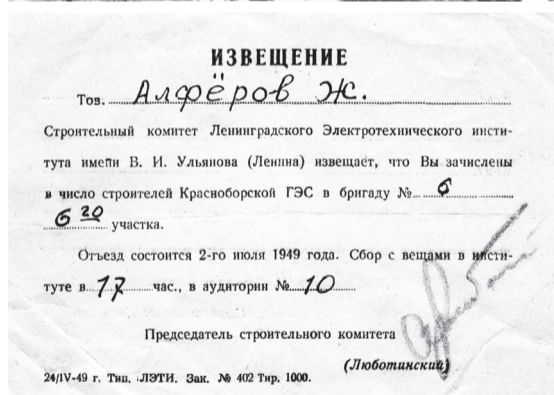 ИЗВЕЩЕНИЕ
Тов. Алфёров Ж.
Строительный комитет Ленинградского Электротехнического инсти-
тута имени В. И. Ульянова (Ленина) извещает, что Вы зачислены
в число строителей Красноборской ГЭС в бригаду № 6
6 го участка.
Отъезд состоится 2-го июля 1949 года. Сбор с вещами в инсти-
туте в 17 час., в аудитории № 10
Председатель строительного комитета
(Люботинский)
24/IV-49 г. Тип. ЛЭТИ. Зак. № 402 Тир. 1000.